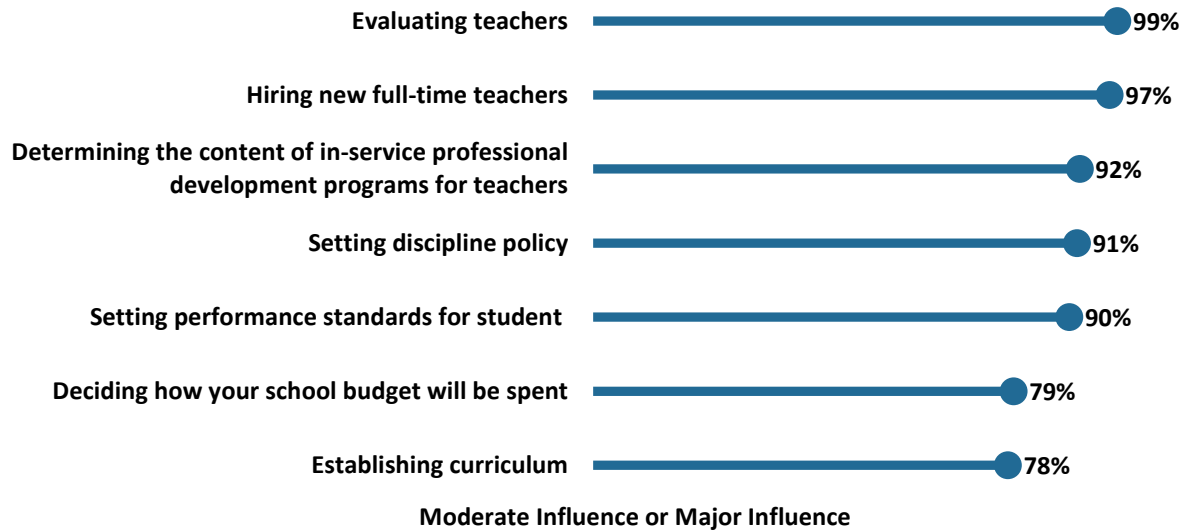 Evaluating teachers 99%
Hiring new full-time teachers 97%
Determining the content of in-service professional
development programs for teachers 92%
Setting discipline policy 91%
Setting performance standards for student 90%
Deciding how your school budget will be spent 79%
Establishing curriculum 78%
Moderate Influence or Major Influence